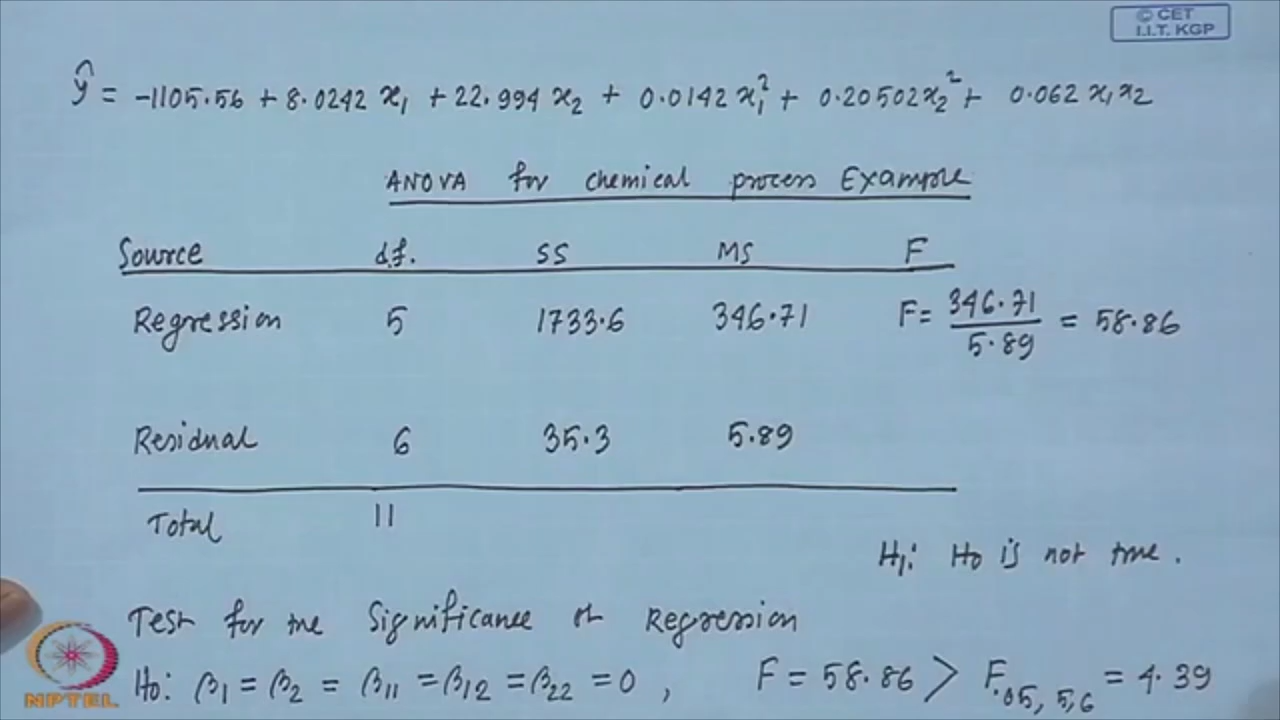 © CET
I.I.T. KGP
ŷ = -1105.56 + 8.0242 x₁ + 22.994 x₂ + 0.0142 x₁² + 0.20502x₂² + 0.062 x₁x₂
ANOVA for chemical process Example
Source d.f. SS MS F
Regression 5 1733.6 346.71 F = 346.71 / 5.89 = 58.86
Residual 6 35.3 5.89
Total 11
H₁: H₀ is not true.
Test for the Significance of Regression
H₀: β₁ = β₂ = β₁₁ = β₁₂ = β₂₂ = 0 , F = 58.86 > F.05, 5,6 = 4.39
NPTEL